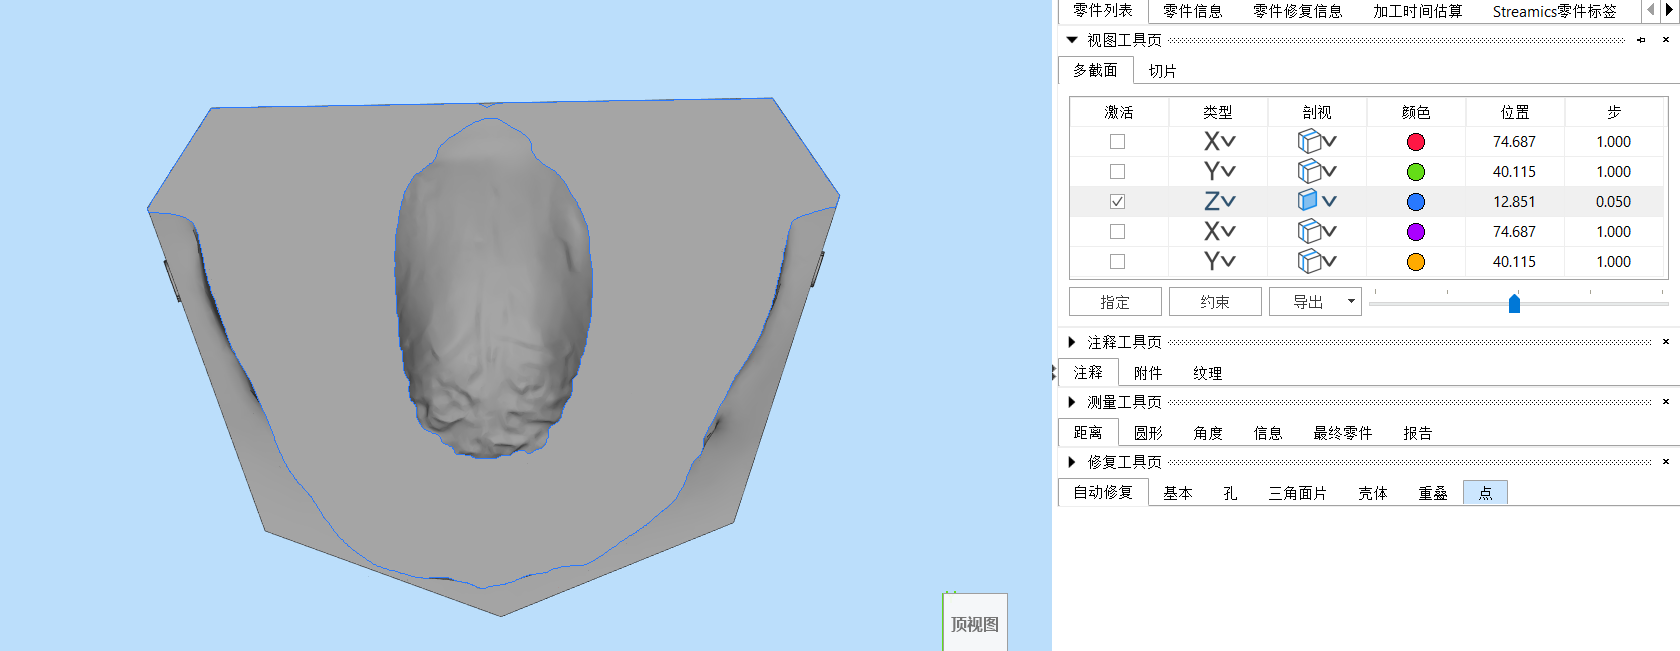 零件列表 零件信息 零件修复信息 加工时间估算 Streamics零件标签
视图工具页
多截面 切片
激活 类型 剖视 颜色 位置 步
X 74.687 1.000
Y 40.115 1.000
Z 12.851 0.050
X 74.687 1.000
Y 40.115 1.000
指定 约束 导出
注释工具页
注释 附件 纹理
测量工具页
距离 圆形 角度 信息 最终零件 报告
修复工具页
自动修复 基本 孔 三角面片 壳体 重叠 点
顶视图